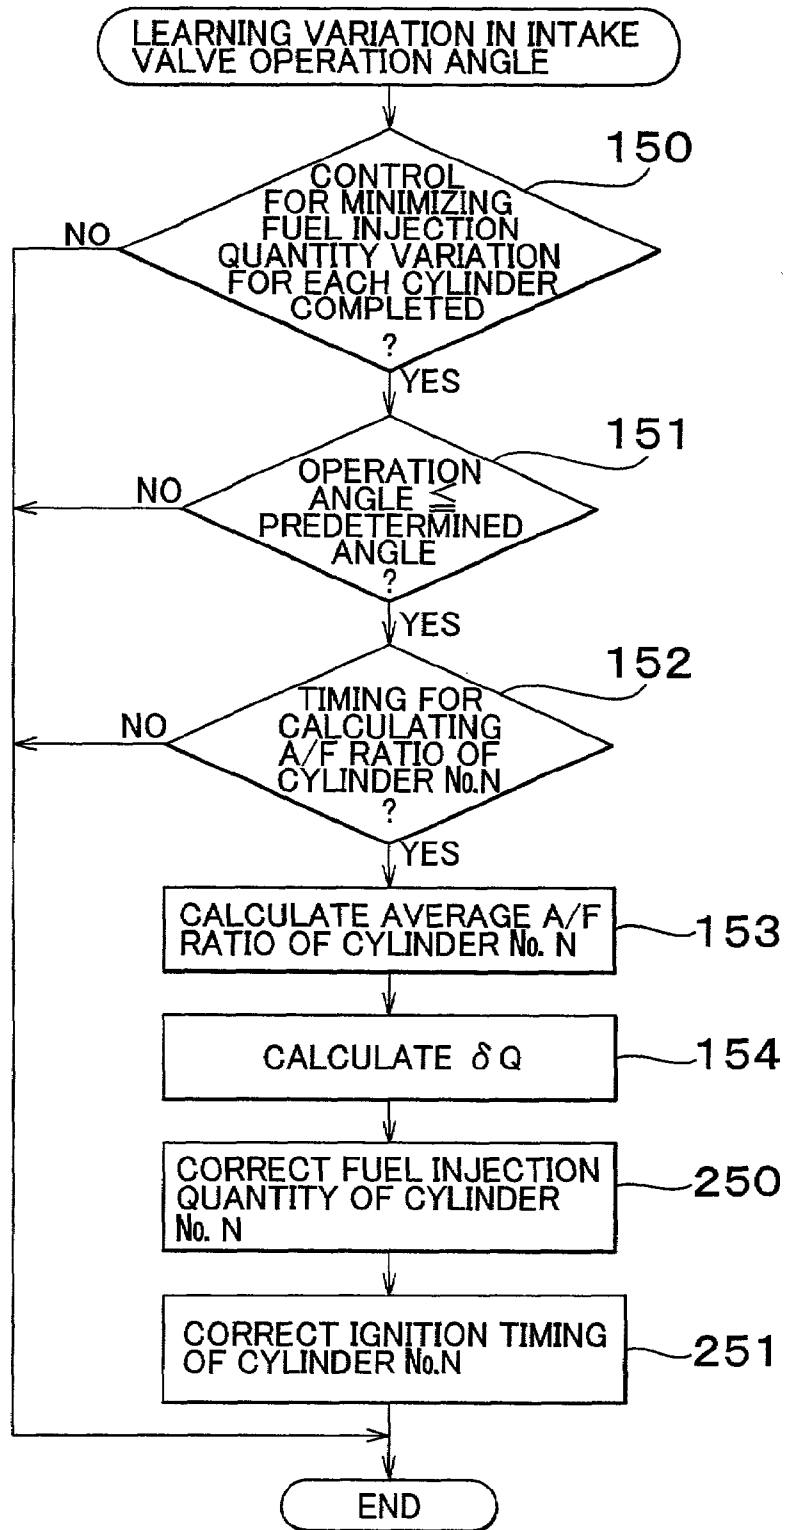 LEARNING VARIATION IN INTAKE
VALVE OPERATION ANGLE
150
CONTROL
FOR MINIMIZING
FUEL INJECTION
QUANTITY VARIATION
FOR EACH CYLINDER
COMPLETED
?
NO
YES
151
OPERATION
ANGLE ≦
PREDETERMINED
ANGLE
?
NO
YES
152
TIMING FOR
CALCULATING
A/F RATIO OF
CYLINDER No.N
?
NO
YES
CALCULATE AVERAGE A/F
RATIO OF CYLINDER No. N
153
CALCULATE δQ
154
CORRECT FUEL INJECTION
QUANTITY OF CYLINDER
No. N
250
CORRECT IGNITION TIMING
OF CYLINDER No.N
251
END